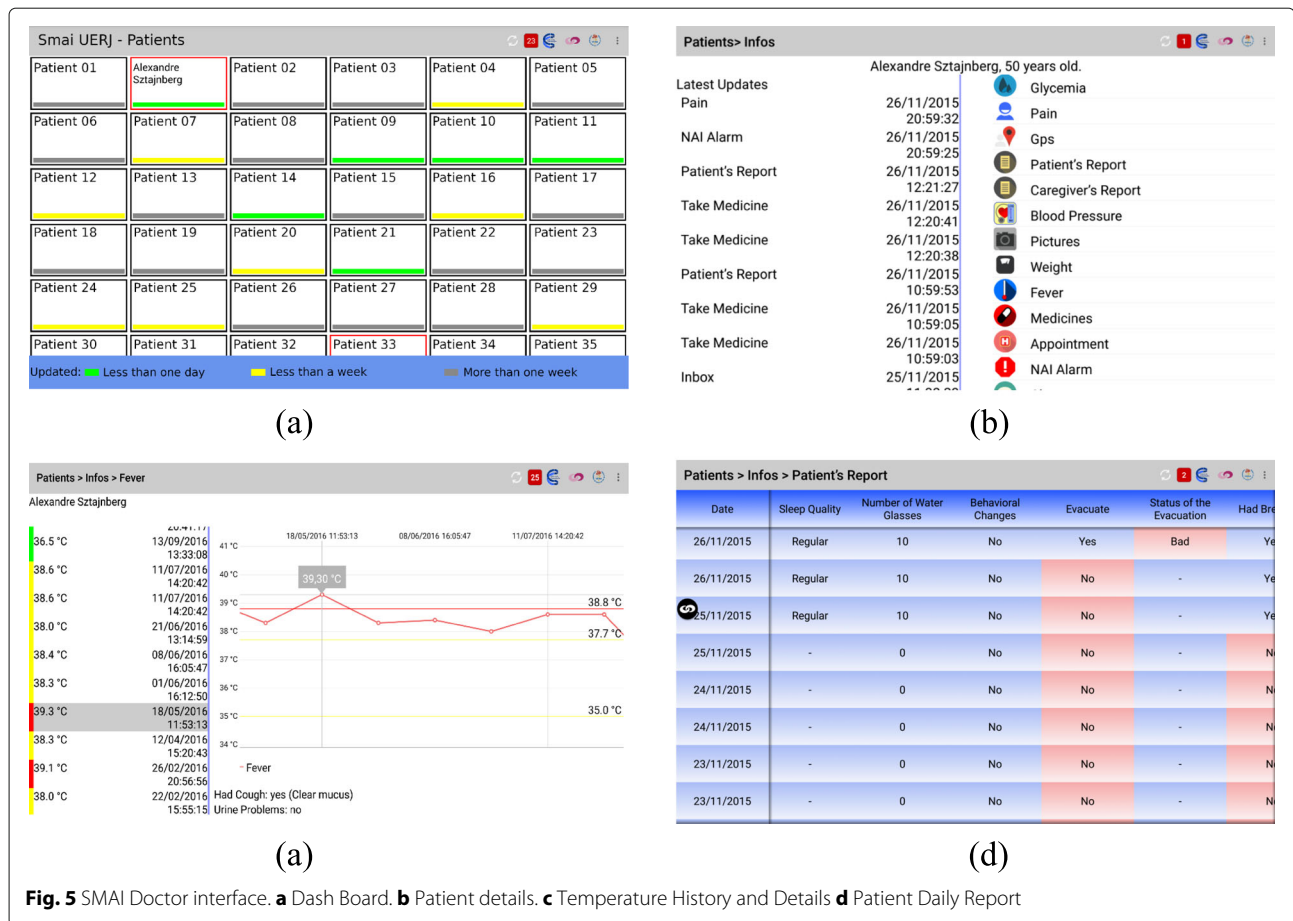 Smai UERJ - Patients
23
Patient 01
Alexandre
Sztajnberg
Patient 02
Patient 03
Patient 04
Patient 05
Patient 06
Patient 07
Patient 08
Patient 09
Patient 10
Patient 11
Patient 12
Patient 13
Patient 14
Patient 15
Patient 16
Patient 17
Patient 18
Patient 19
Patient 20
Patient 21
Patient 22
Patient 23
Patient 24
Patient 25
Patient 26
Patient 27
Patient 28
Patient 29
Patient 30
Patient 31
Patient 32
Patient 33
Patient 34
Patient 35
Updated: Less than one day Less than a week More than one week
(a)
Patients> Infos
1
Alexandre Sztajnberg, 50 years old.
Latest Updates
Pain 26/11/2015
20:59:32
NAI Alarm 26/11/2015
20:59:25
Patient's Report 26/11/2015
12:21:27
Take Medicine 26/11/2015
12:20:41
Take Medicine 26/11/2015
12:20:38
Patient's Report 26/11/2015
10:59:53
Take Medicine 26/11/2015
10:59:05
Take Medicine 26/11/2015
10:59:03
Inbox 25/11/2015
Glycemia
Pain
Gps
Patient's Report
Caregiver's Report
Blood Pressure
Pictures
Weight
Fever
Medicines
Appointment
NAI Alarm
(b)
Patients > Infos > Fever
25
Alexandre Sztajnberg
20:41:17
36.5 °C 13/09/2016
13:33:08
38.6 °C 11/07/2016
14:20:42
38.6 °C 11/07/2016
14:20:42
38.0 °C 21/06/2016
13:14:59
38.4 °C 08/06/2016
16:05:47
38.3 °C 01/06/2016
16:12:50
39.3 °C 18/05/2016
11:53:13
38.3 °C 12/04/2016
15:20:43
39.1 °C 26/02/2016
20:56:56
38.0 °C 22/02/2016
15:55:15
18/05/2016 11:53:13 08/06/2016 16:05:47 11/07/2016 14:20:42
41 °C
40 °C
39,30 °C
39 °C
38.8 °C
38 °C
37.7 °C
37 °C
36 °C
35 °C
35.0 °C
34 °C
- Fever
Had Cough: yes (Clear mucus)
Urine Problems: no
(a)
Patients > Infos > Patient's Report
2
Date Sleep Quality Number of Water Glasses Behavioral Changes Evacuate Status of the Evacuation Had Bre
26/11/2015 Regular 10 No Yes Bad Ye
26/11/2015 Regular 10 No No - Ye
25/11/2015 Regular 10 No No - Ye
25/11/2015 - 0 No No - N
24/11/2015 - 0 No No - N
24/11/2015 - 0 No No - N
23/11/2015 - 0 No No - N
23/11/2015 - 0 No No - N
(d)
Fig. 5 SMAI Doctor interface. a Dash Board. b Patient details. c Temperature History and Details d Patient Daily Report